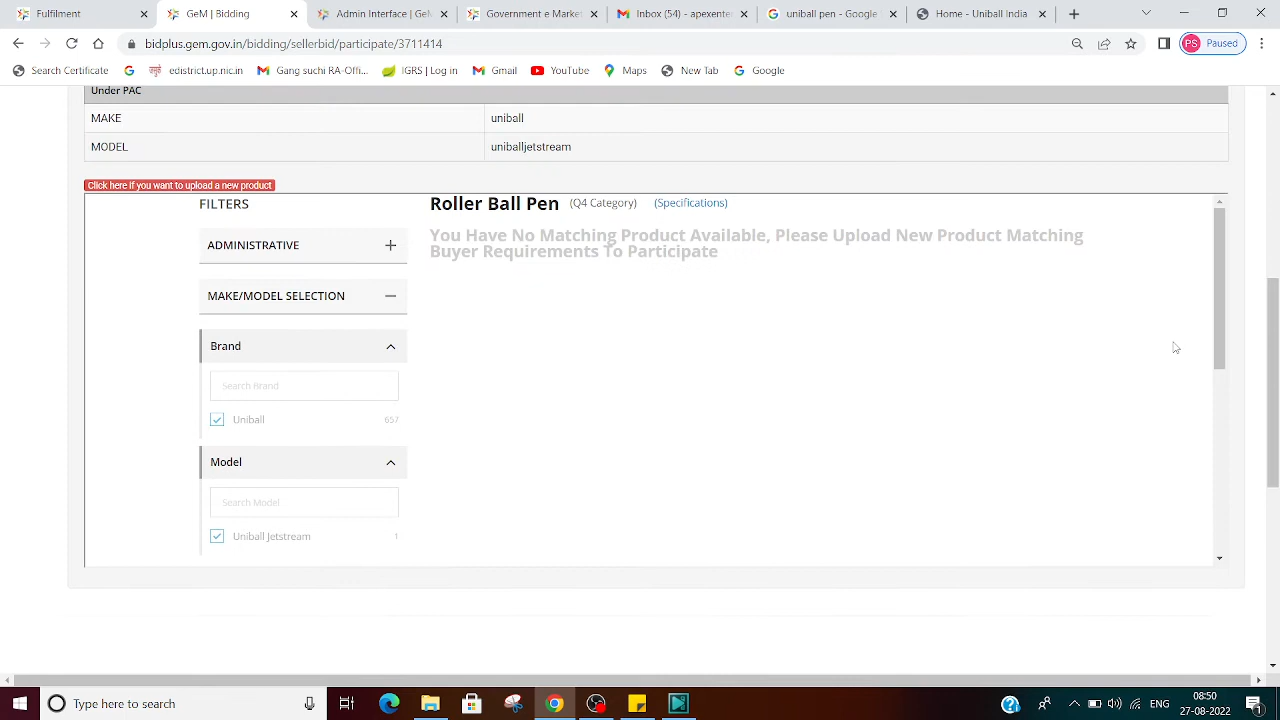 Fulfilment
GeM | Bidding
Admin Interface | GeM
Government e Market
Inbox (54) - apexenter
uniball pen - Google
Home - Uniball India
bidplus.gem.gov.in/bidding/sellerbid/participate/3711414
PS Paused
Search Certificate
edistrict.up.nic.in
Gang suchi RA-Offi...
IGRS | Log in
Gmail
YouTube
Maps
New Tab
Google
Under PAC
MAKE uniball
MODEL uniballjetstream
Click here if you want to upload a new product
FILTERS
Roller Ball Pen (Q4 Category) (Specifications)
You Have No Matching Product Available, Please Upload New Product Matching
Buyer Requirements To Participate
ADMINISTRATIVE
MAKE/MODEL SELECTION
Brand
Search Brand
Uniball 657
Model
Search Model
Uniball Jetstream 1
Type here to search
ENG
08:50
27-08-2022